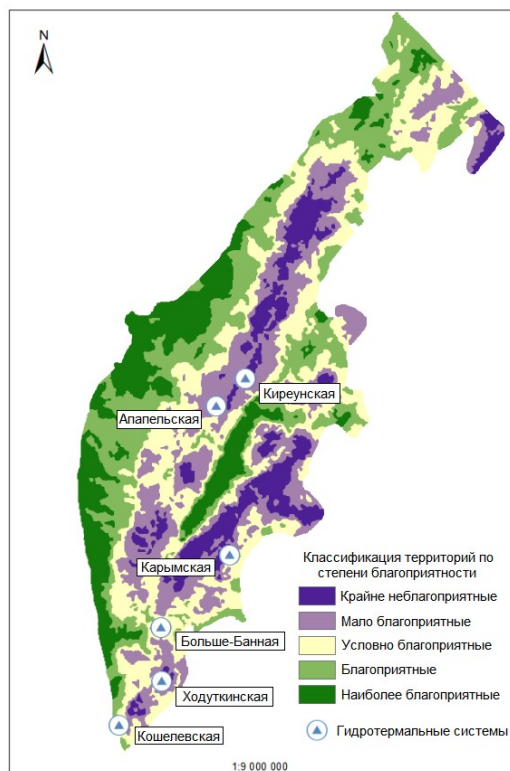 N
Киреунская
Апапельская
Карымская
Больше-Банная
Ходуткинская
Кошелевская
Классификация территорий по
степени благоприятности
Крайне неблагоприятные
Мало благоприятные
Условно благоприятные
Благоприятные
Наиболее благоприятные
Гидротермальные системы
1:9 000 000